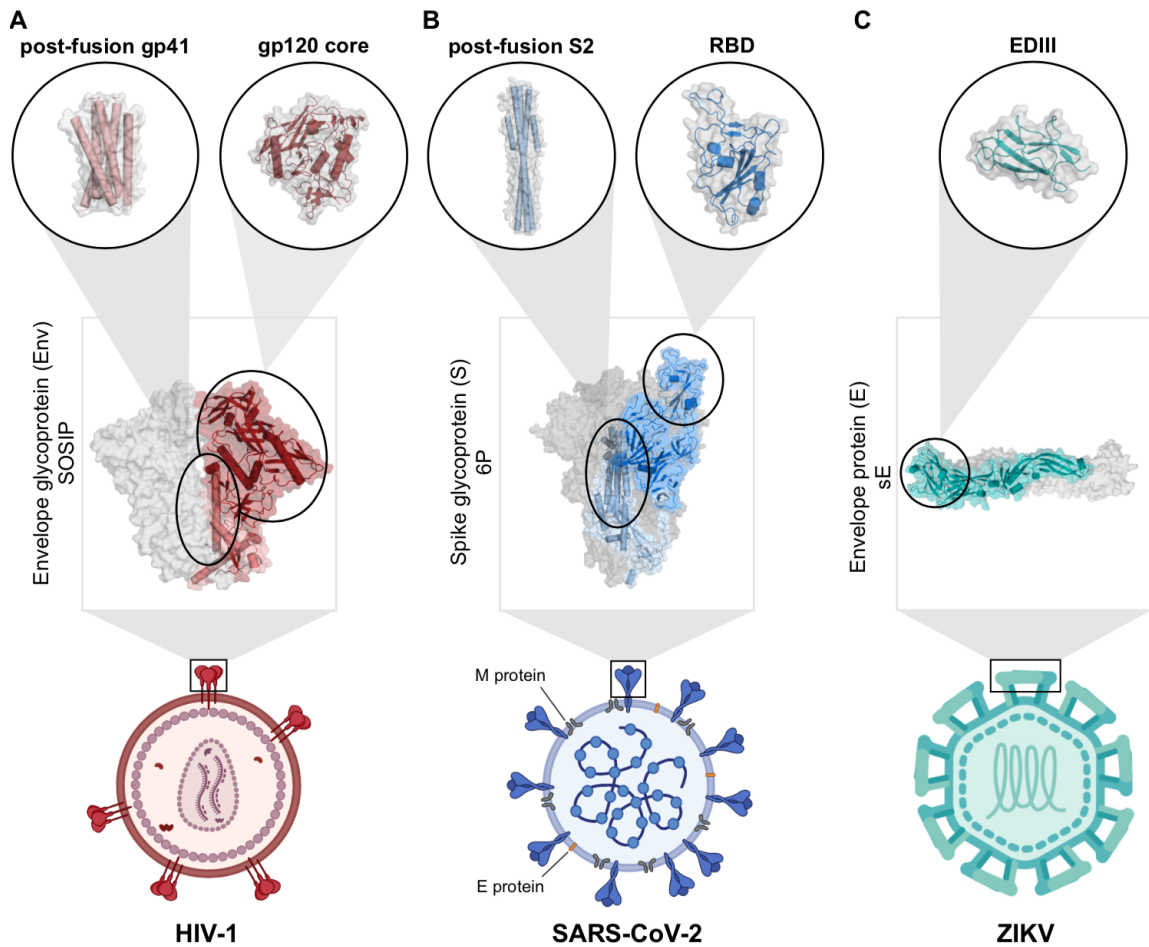 A
post-fusion gp41
gp120 core
Envelope glycoprotein (Env)
SOSIP
HIV-1
B
post-fusion S2
RBD
Spike glycoprotein (S)
6P
M protein
E protein
SARS-CoV-2
C
EDIII
Envelope protein (E)
sE
ZIKV